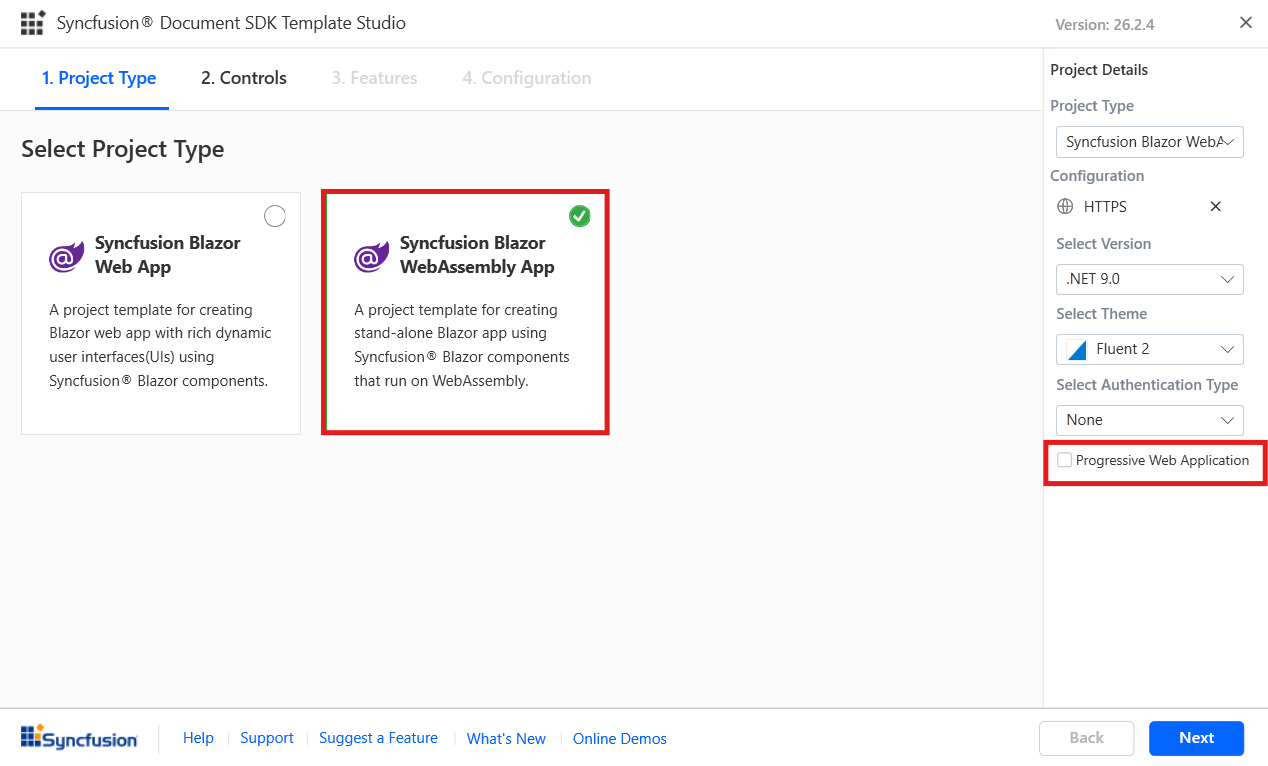 Syncfusion® Document SDK Template Studio
Version: 26.2.4
1. Project Type
2. Controls
3. Features
4. Configuration
Select Project Type
Syncfusion Blazor
Web App
A project template for creating
Blazor web app with rich dynamic
user interfaces(UIs) using
Syncfusion® Blazor components.
Syncfusion Blazor
WebAssembly App
A project template for creating
stand-alone Blazor app using
Syncfusion® Blazor components
that run on WebAssembly.
Project Details
Project Type
Syncfusion Blazor WebA
Configuration
HTTPS
Select Version
.NET 9.0
Select Theme
Fluent 2
Select Authentication Type
None
Progressive Web Application
Syncfusion
Help
Support
Suggest a Feature
What's New
Online Demos
Back
Next